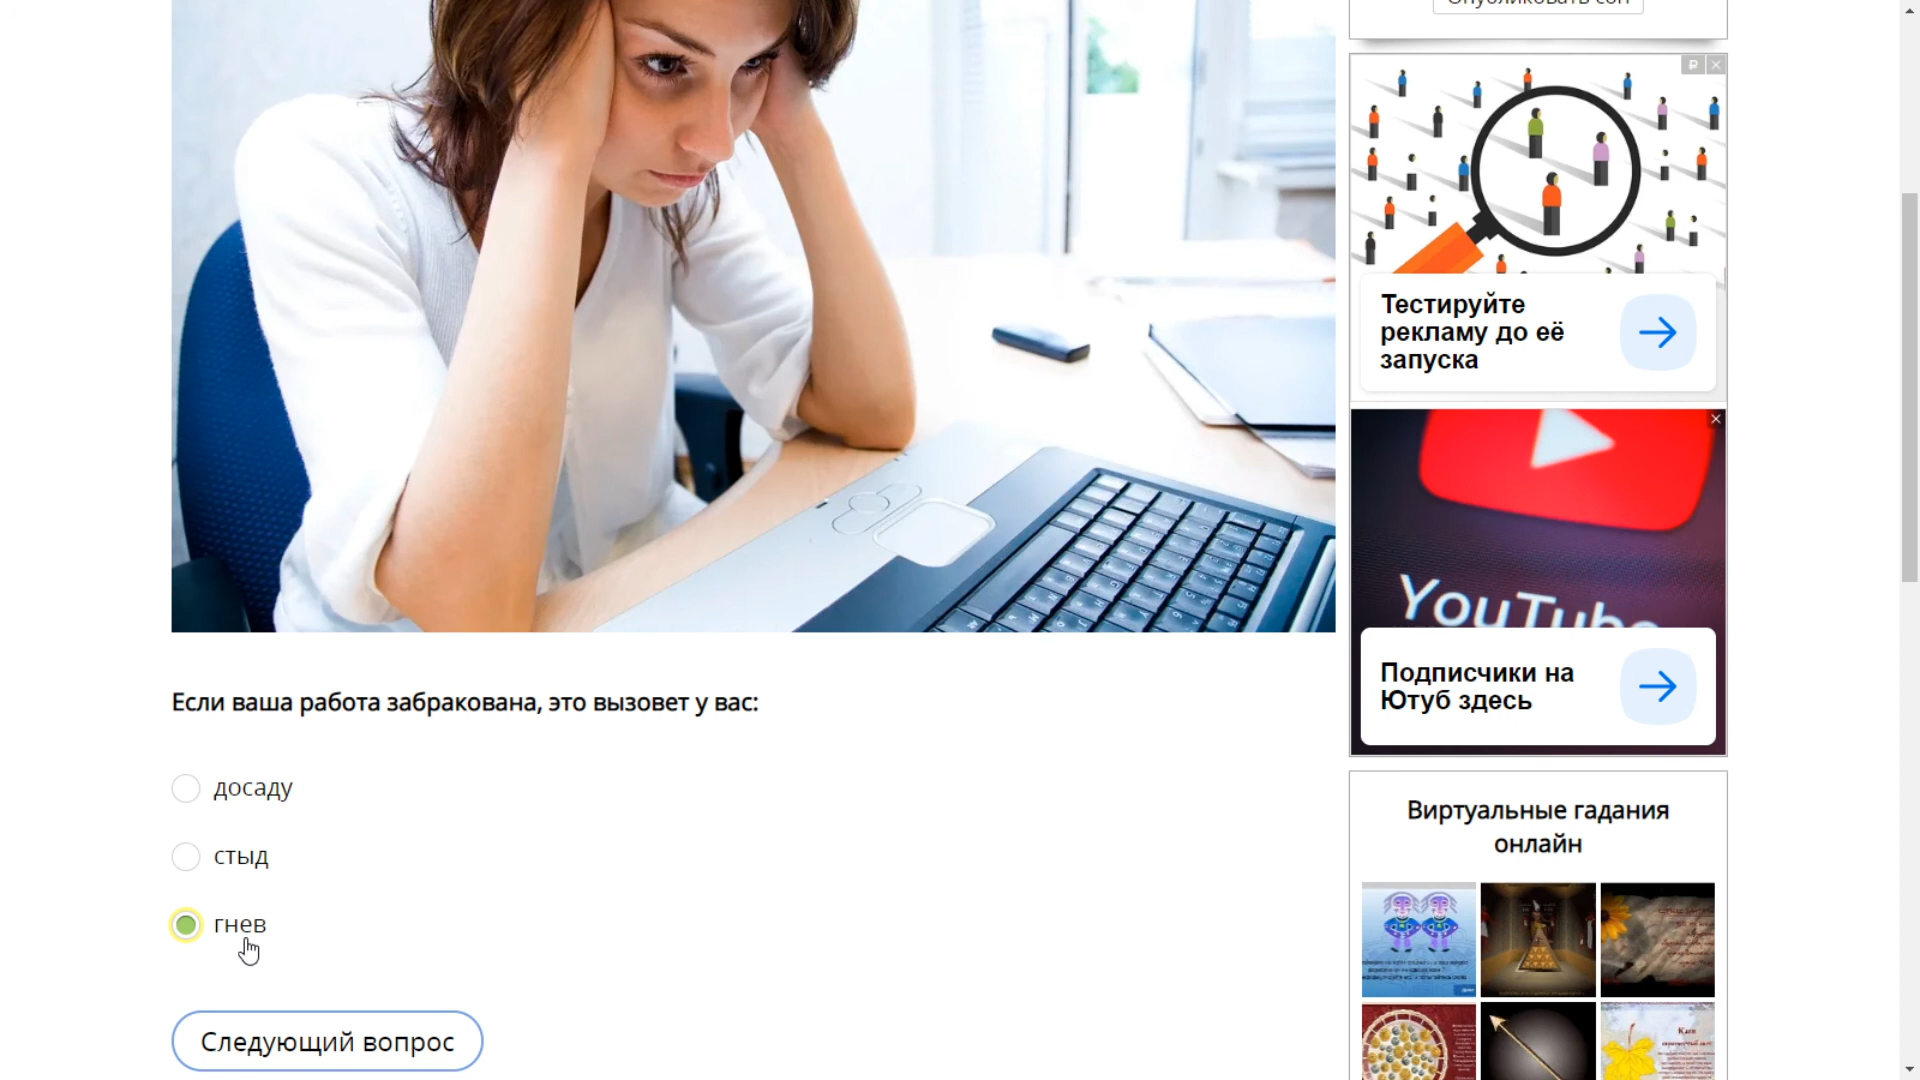 Тестируйте
рекламу до её
запуска
YouTube
Подписчики на
Ютуб здесь
Если ваша работа забракована, это вызовет у вас:
досаду
стыд
гнев
Следующий вопрос
Виртуальные гадания
онлайн